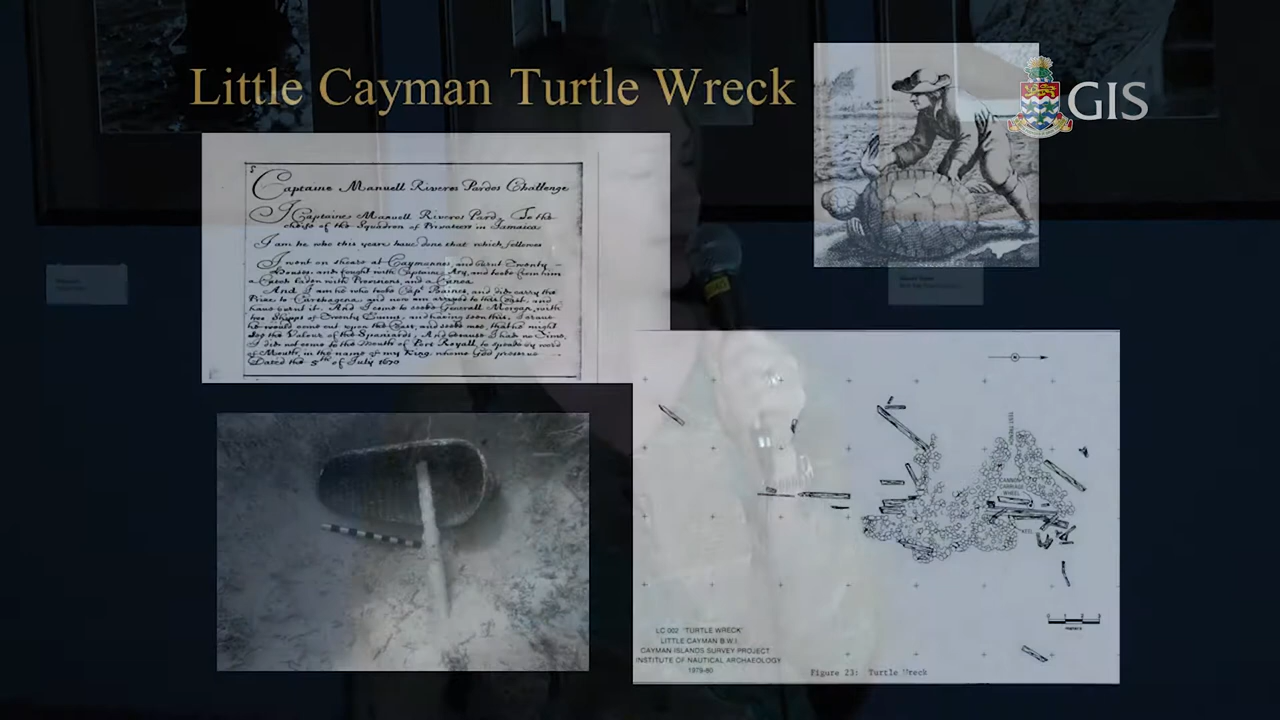 Little Cayman Turtle Wreck
GIS
Captaine Manuell Riveros Pardos Challenge
I Captaine Manuell Riveros Pardo, To the
cheife of the Squadron of Privateers in Jamaica
I am he who this yeare have done that which followes
I went on shoare at Caymanos, and burnt Twenty
Houses, and fought with Captaine Ary, and tooke from him
a Catch laden with Provisions, and a Canoa.
And I am he who tooke Capt Baines, and did carry the
Prize to Carthagena, and now am arrived to this Coast, and
have burnt it. And I come to seeke Generall Morgan, with
two Shipps of Twenty Gunns, and having seen this, I crave
he would come out upon the Coast, and seeke mee, that he might
see the Valour of the Spaniards; And because I had no Time,
I did not come to the Mouth of Port Royall, to speake by word
of Mouth, in the name of my King, whome God preserve
Dated the 5th of July 1670
TEST TRENCH
CANNON
CARRIAGE
WHEEL
KEEL
LC 002 "TURTLE WRECK"
LITTLE CAYMAN B.W.I.
CAYMAN ISLANDS SURVEY PROJECT
INSTITUTE OF NAUTICAL ARCHAEOLOGY
1979-80
Figure 23: Turtle Wreck